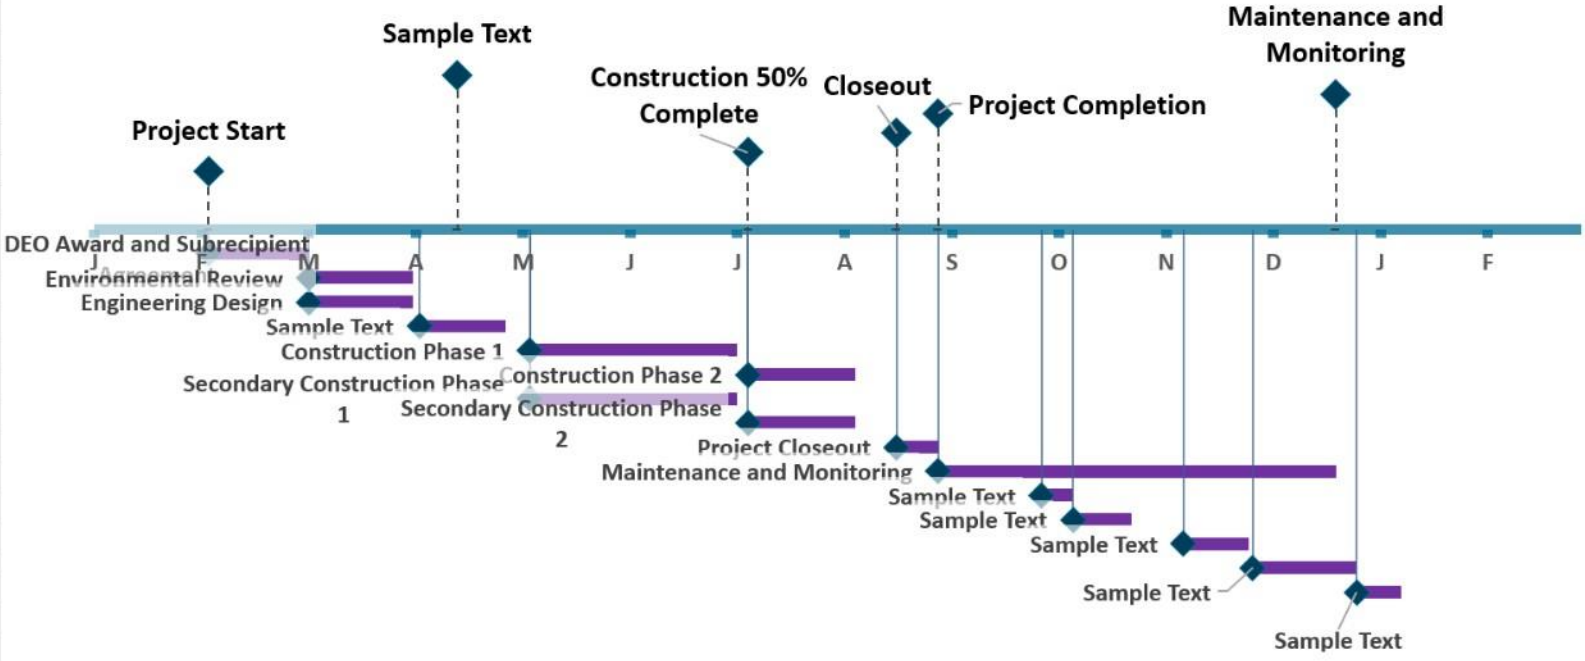 Maintenance and
Monitoring
Sample Text
Construction 50%
Complete
Closeout
Project Completion
Project Start
DEO Award and Subrecipient
Agreement
J F M A M J J A S O N D J F
Environmental Review
Engineering Design
Sample Text
Construction Phase 1
Construction Phase 2
Secondary Construction Phase
1
Secondary Construction Phase
2
Project Closeout
Maintenance and Monitoring
Sample Text
Sample Text
Sample Text
Sample Text
Sample Text